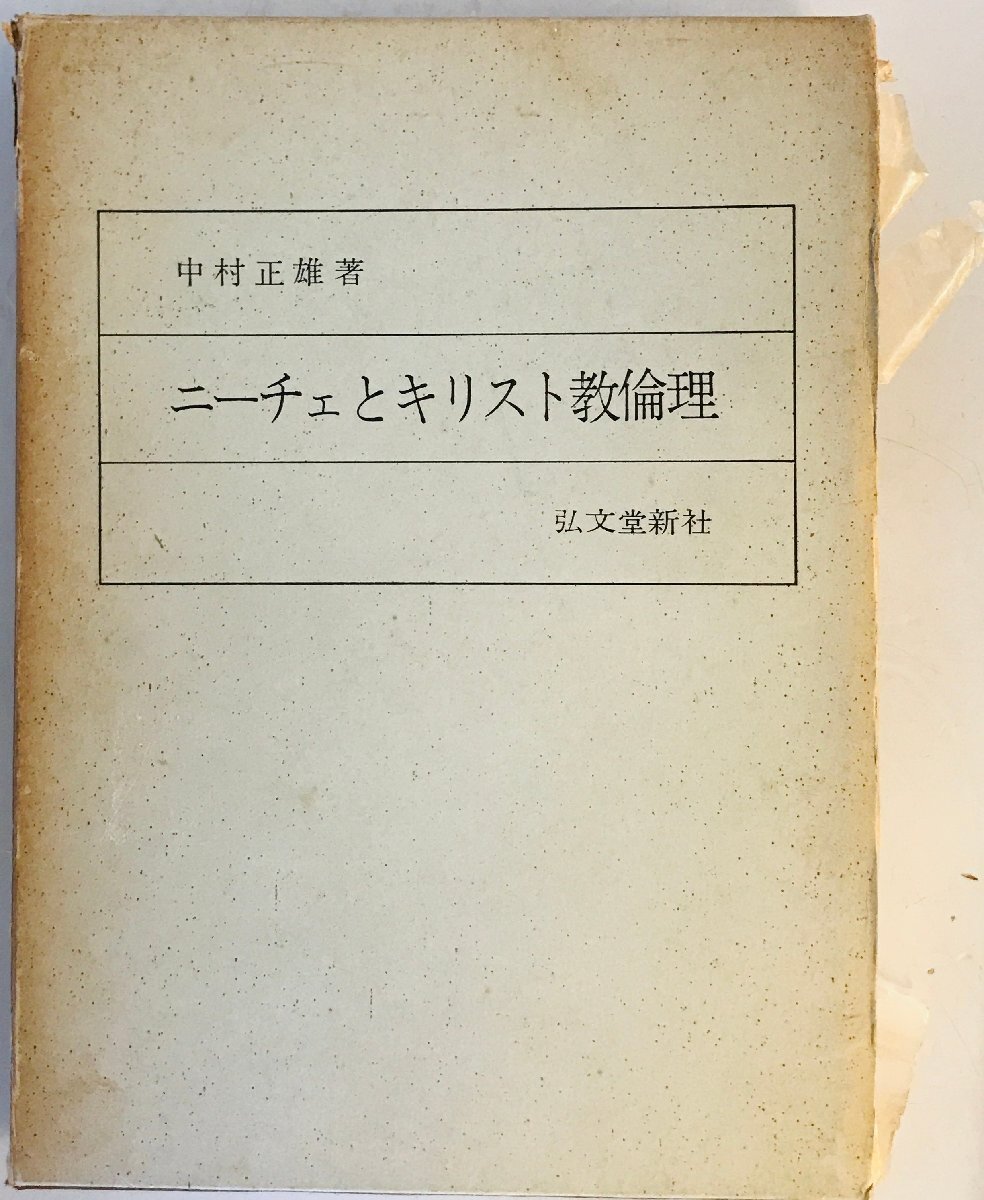 中村正雄著
ニーチェとキリスト教倫理
弘文堂新社